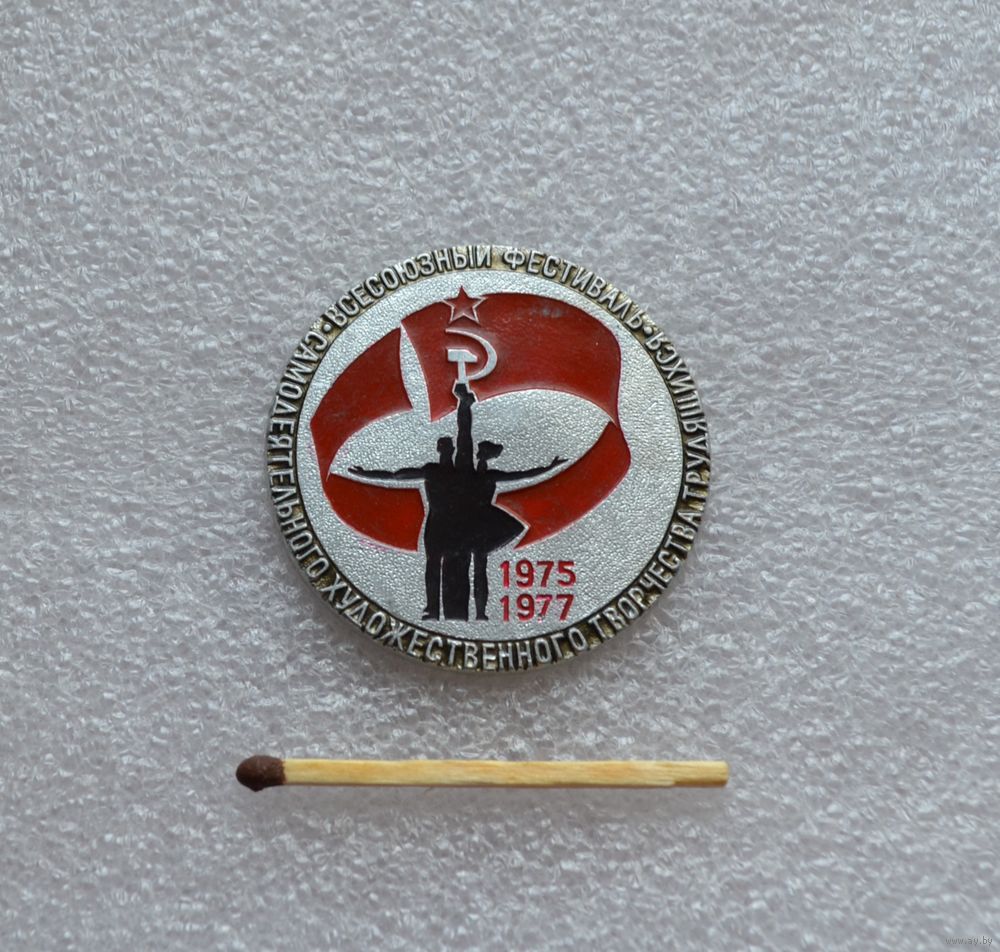 ВСЕСОЮЗНЫЙ ФЕСТИВАЛЬ
САМОДЕЯТЕЛЬНОГО ХУДОЖЕСТВЕННОГО ТВОРЧЕСТВА ТРУДЯЩИХСЯ
1975
1977
www.ay.by